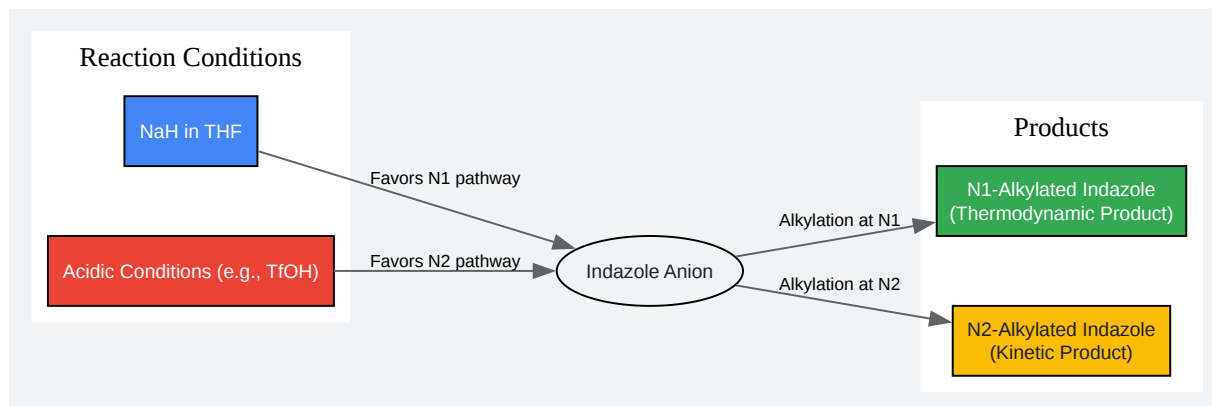 Reaction Conditions
NaH in THF
Acidic Conditions (e.g., TfOH)
Favors N1 pathway
Favors N2 pathway
Indazole Anion
Alkylation at N1
Alkylation at N2
Products
N1-Alkylated Indazole
(Thermodynamic Product)
N2-Alkylated Indazole
(Kinetic Product)